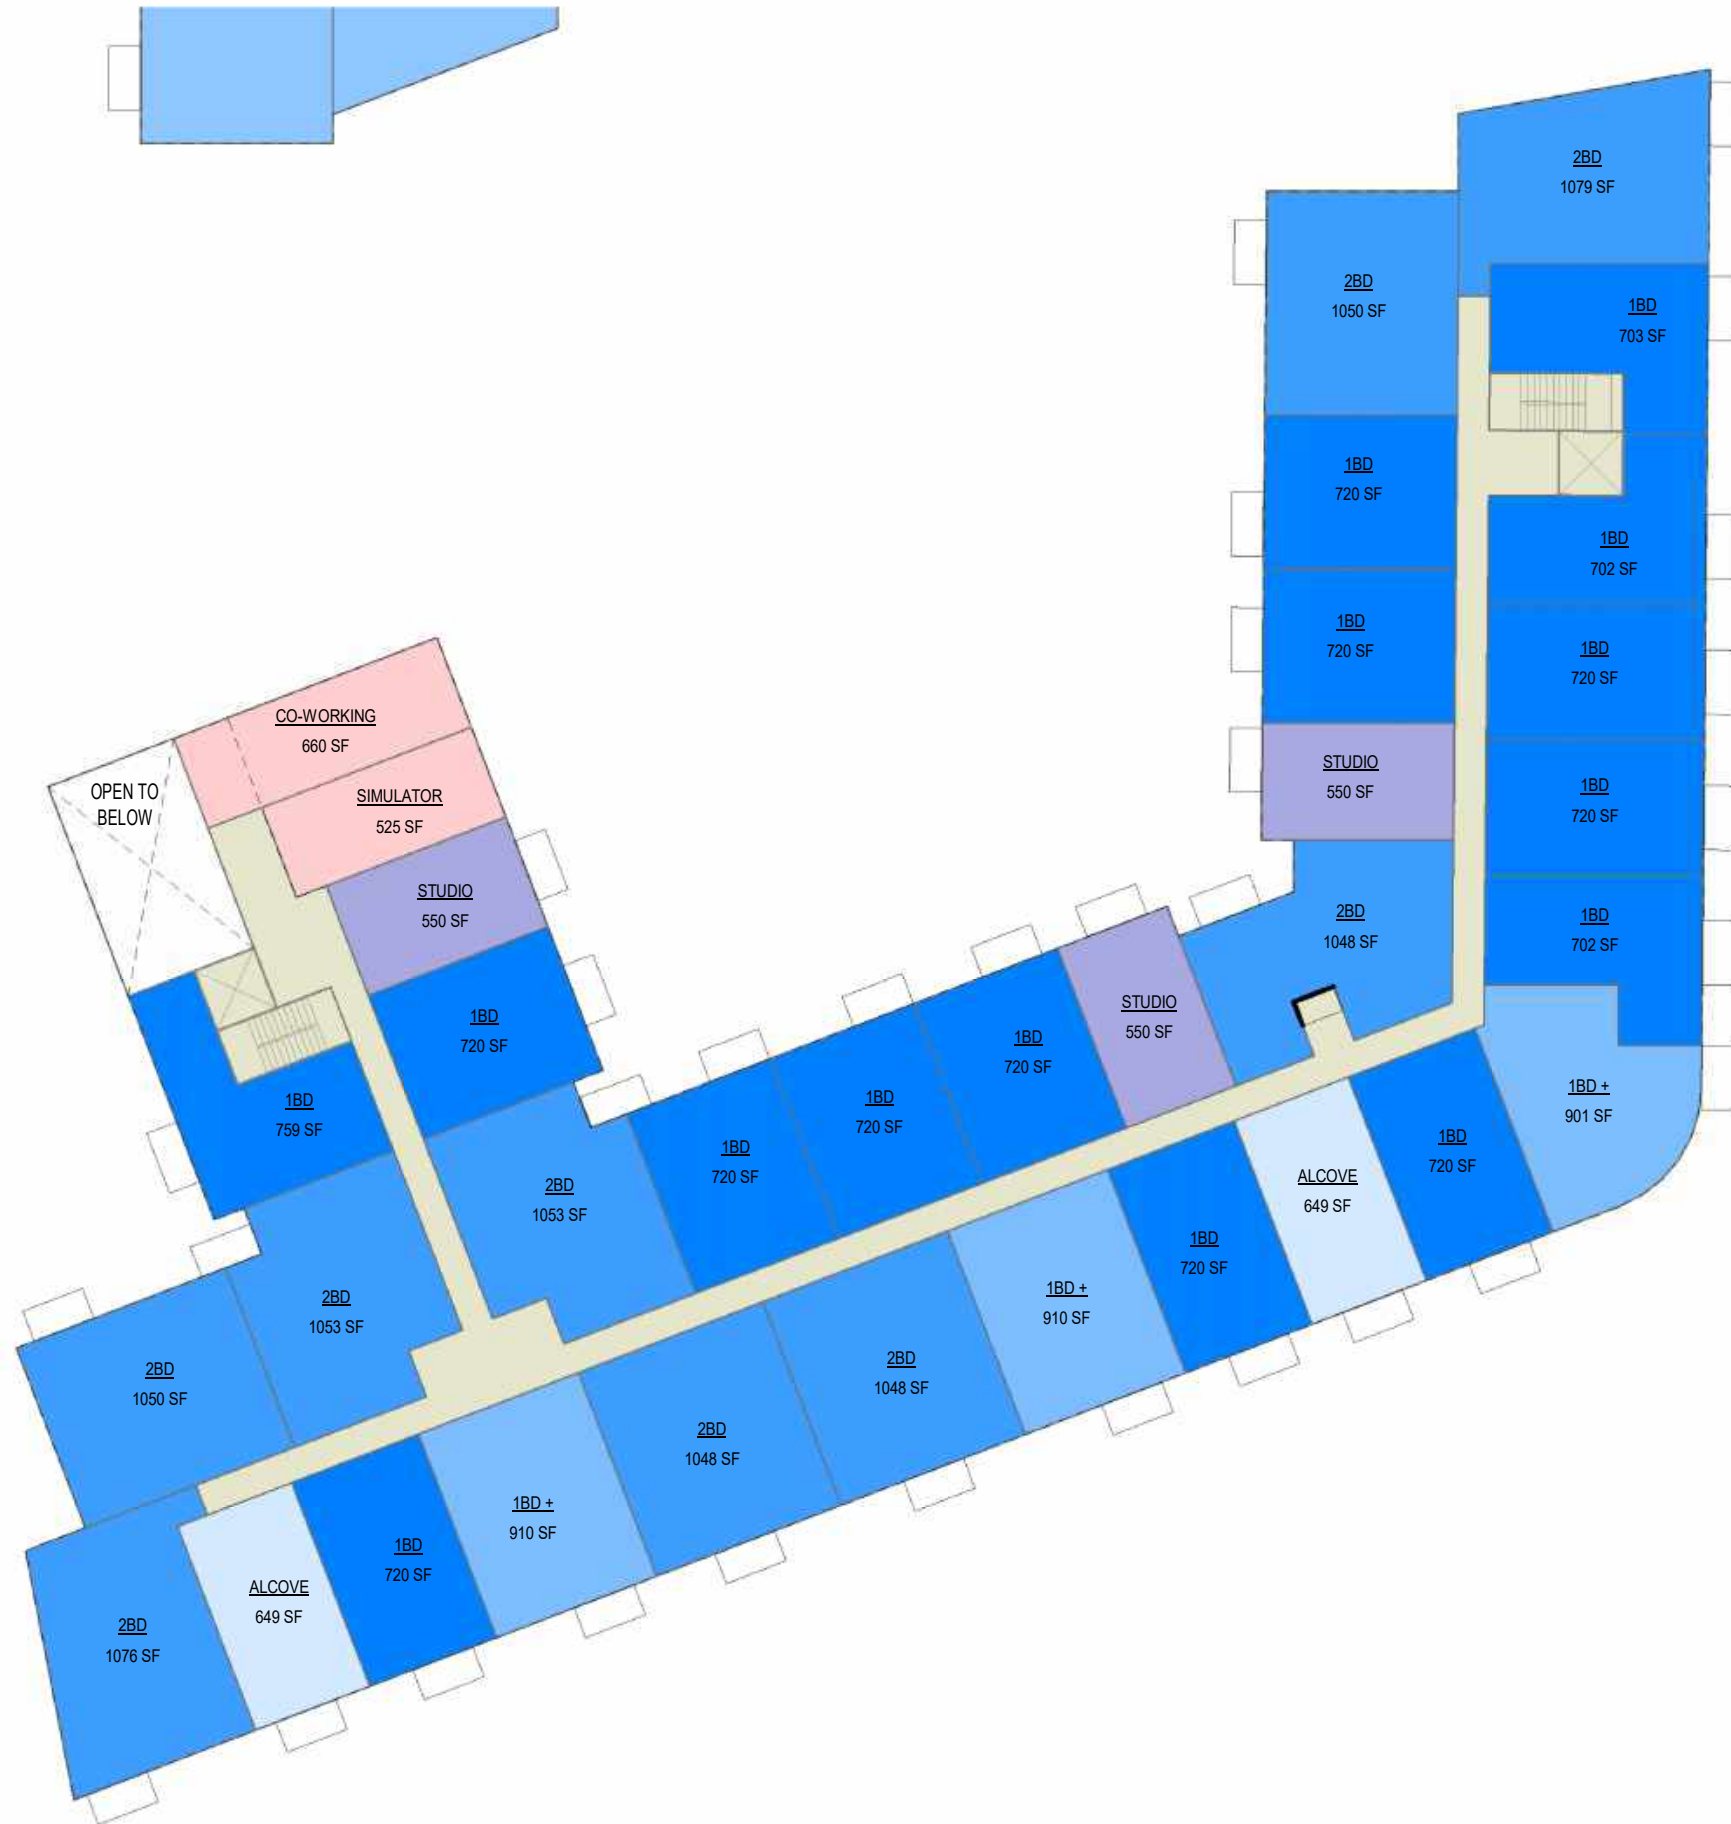 2BD
1079 SF
2BD
1050 SF
1BD
703 SF
1BD
720 SF
1BD
702 SF
1BD
720 SF
1BD
720 SF
CO-WORKING
660 SF
STUDIO
550 SF
1BD
720 SF
OPEN TO
BELOW
SIMULATOR
525 SF
STUDIO
550 SF
2BD
1048 SF
1BD
702 SF
1BD
720 SF
STUDIO
550 SF
1BD
720 SF
1BD +
901 SF
1BD
759 SF
1BD
720 SF
1BD
720 SF
1BD
720 SF
2BD
1053 SF
ALCOVE
649 SF
1BD
720 SF
1BD +
910 SF
2BD
1053 SF
2BD
1050 SF
2BD
1048 SF
2BD
1048 SF
1BD +
910 SF
1BD
720 SF
ALCOVE
649 SF
2BD
1076 SF